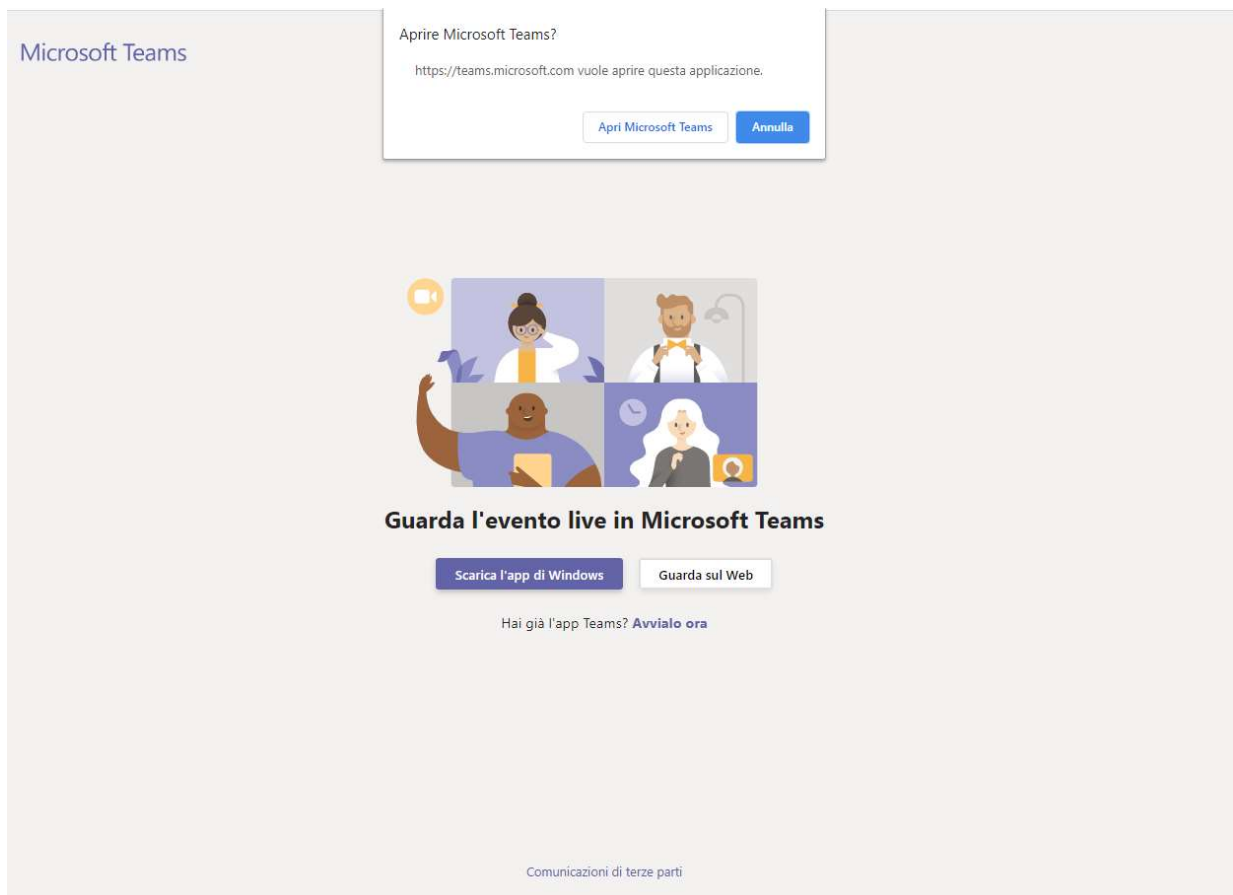 Microsoft Teams
Aprire Microsoft Teams?
https://teams.microsoft.com vuole aprire questa applicazione.
Apri Microsoft Teams
Annulla
Guarda l'evento live in Microsoft Teams
Scarica l'app di Windows
Guarda sul Web
Hai già l'app Teams? Avvialo ora
Comunicazioni di terze parti